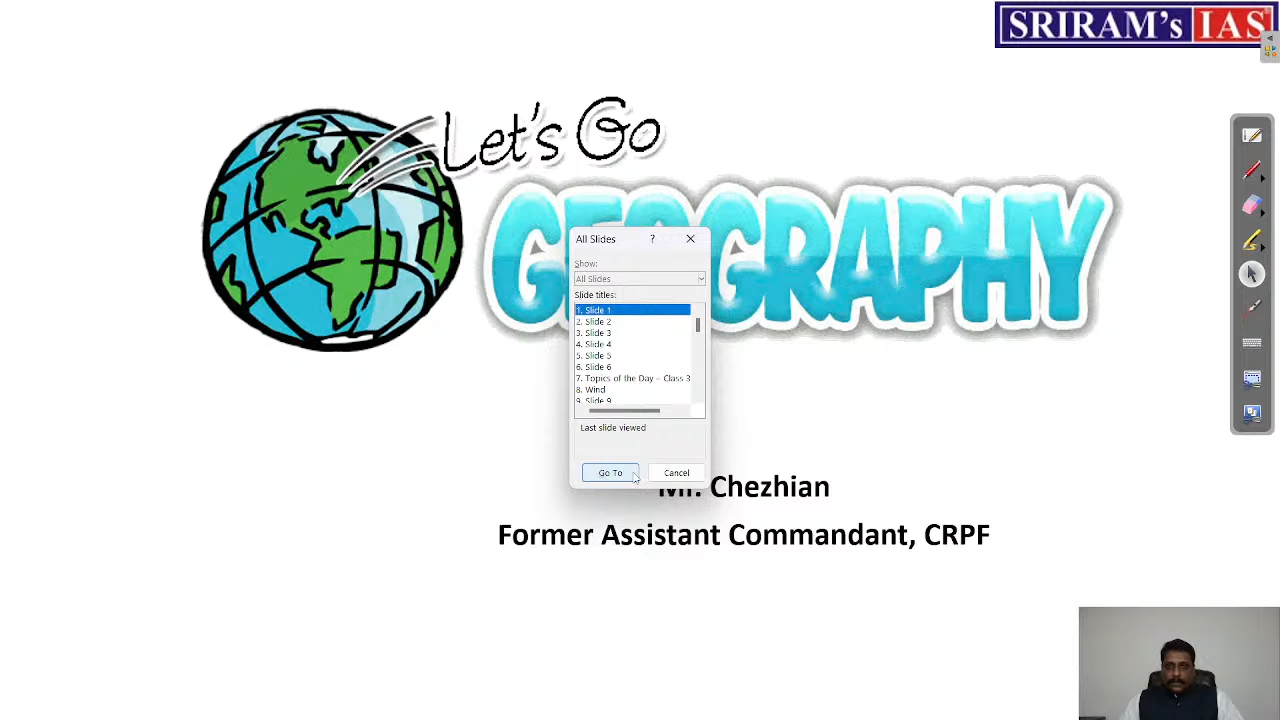 SRIRAM's IAS
Let's Go
GEOGRAPHY
All Slides
?
Show:
All Slides
Slide titles:
1. Slide 1
2. Slide 2
3. Slide 3
4. Slide 4
5. Slide 5
6. Slide 6
7. Topics of the Day – Class 3
8. Wind
9. Slide 9
Last slide viewed
Go To
Cancel
Mr. Chezhian
Former Assistant Commandant, CRPF